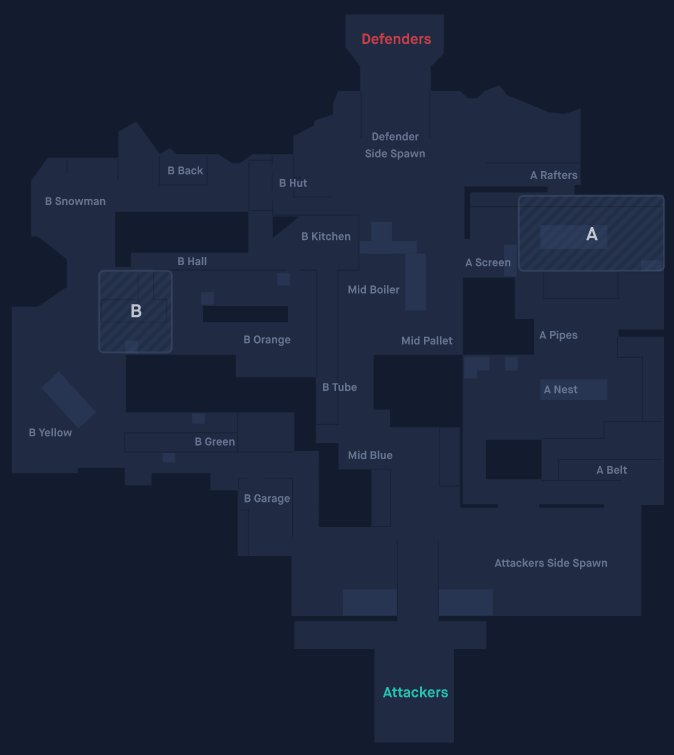 Defenders
Defender
Side Spawn
B Back
A Rafters
B Hut
B Snowman
B Kitchen
A
B Hall
A Screen
Mid Boiler
B
B Orange
Mid Pallet
A Pipes
B Tube
A Nest
B Yellow
B Green
Mid Blue
A Belt
B Garage
Attackers Side Spawn
Attackers